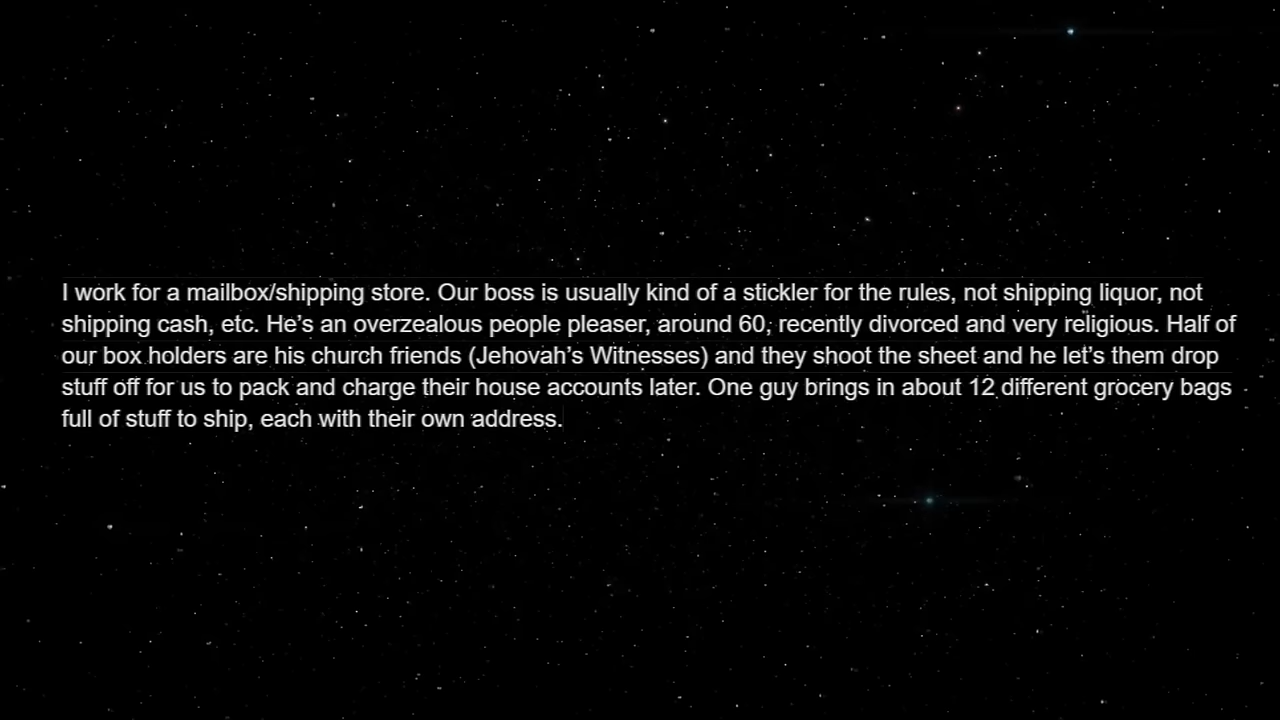 I work for a mailbox/shipping store. Our boss is usually kind of a stickler for the rules, not shipping liquor, not
shipping cash, etc. He’s an overzealous people pleaser, around 60, recently divorced and very religious. Half of
our box holders are his church friends (Jehovah’s Witnesses) and they shoot the sheet and he let’s them drop
stuff off for us to pack and charge their house accounts later. One guy brings in about 12 different grocery bags
full of stuff to ship, each with their own address.